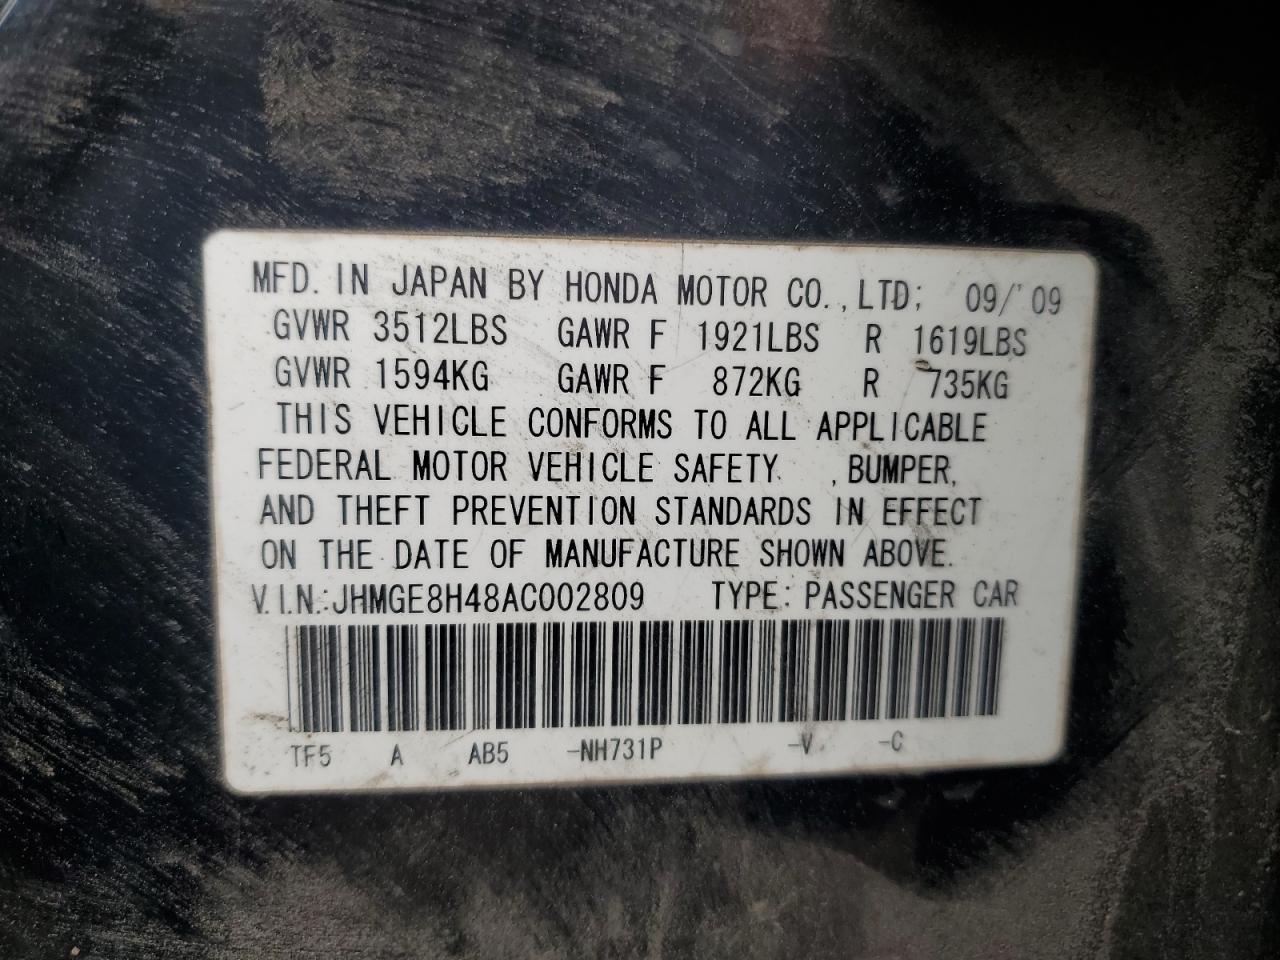 MFD. IN JAPAN BY HONDA MOTOR CO., LTD; 09/'09
GVWR 3512LBS GAWR F 1921LBS R 1619LBS
GVWR 1594KG GAWR F 872KG R 735KG
THIS VEHICLE CONFORMS TO ALL APPLICABLE
FEDERAL MOTOR VEHICLE SAFETY , BUMPER,
AND THEFT PREVENTION STANDARDS IN EFFECT
ON THE DATE OF MANUFACTURE SHOWN ABOVE.
V.I.N.:JHMGE8H48AC002809 TYPE: PASSENGER CAR
TF5 A AB5 -NH731P -V -C